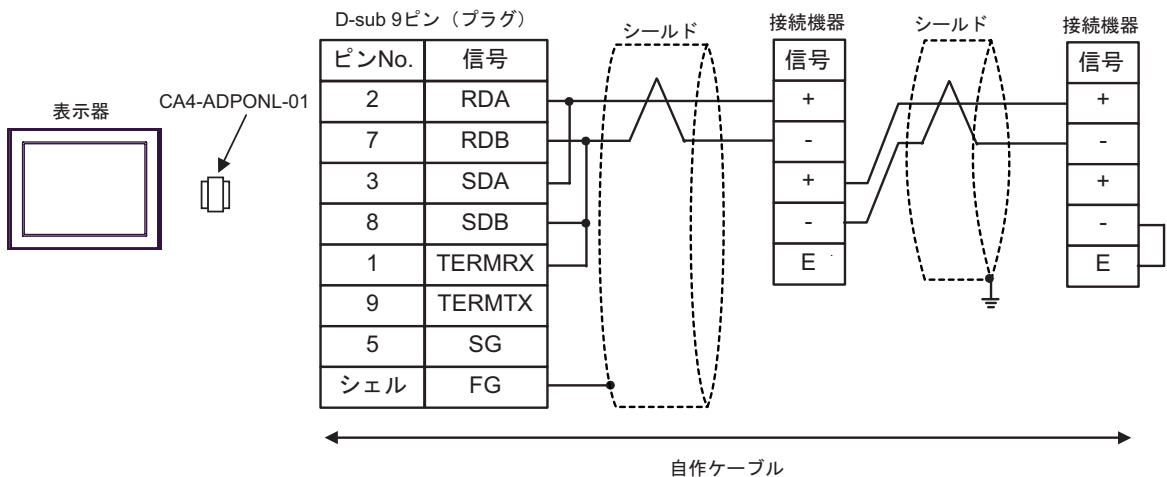 D-sub 9ピン（プラグ）
シールド
接続機器
シールド
接続機器
表示器
CA4-ADPONL-01
ピンNo. 信号
2 RDA
7 RDB
3 SDA
8 SDB
1 TERMRX
9 TERMTX
5 SG
シェル FG
信号
+
-
+
-
E
信号
+
-
+
-
E
自作ケーブル